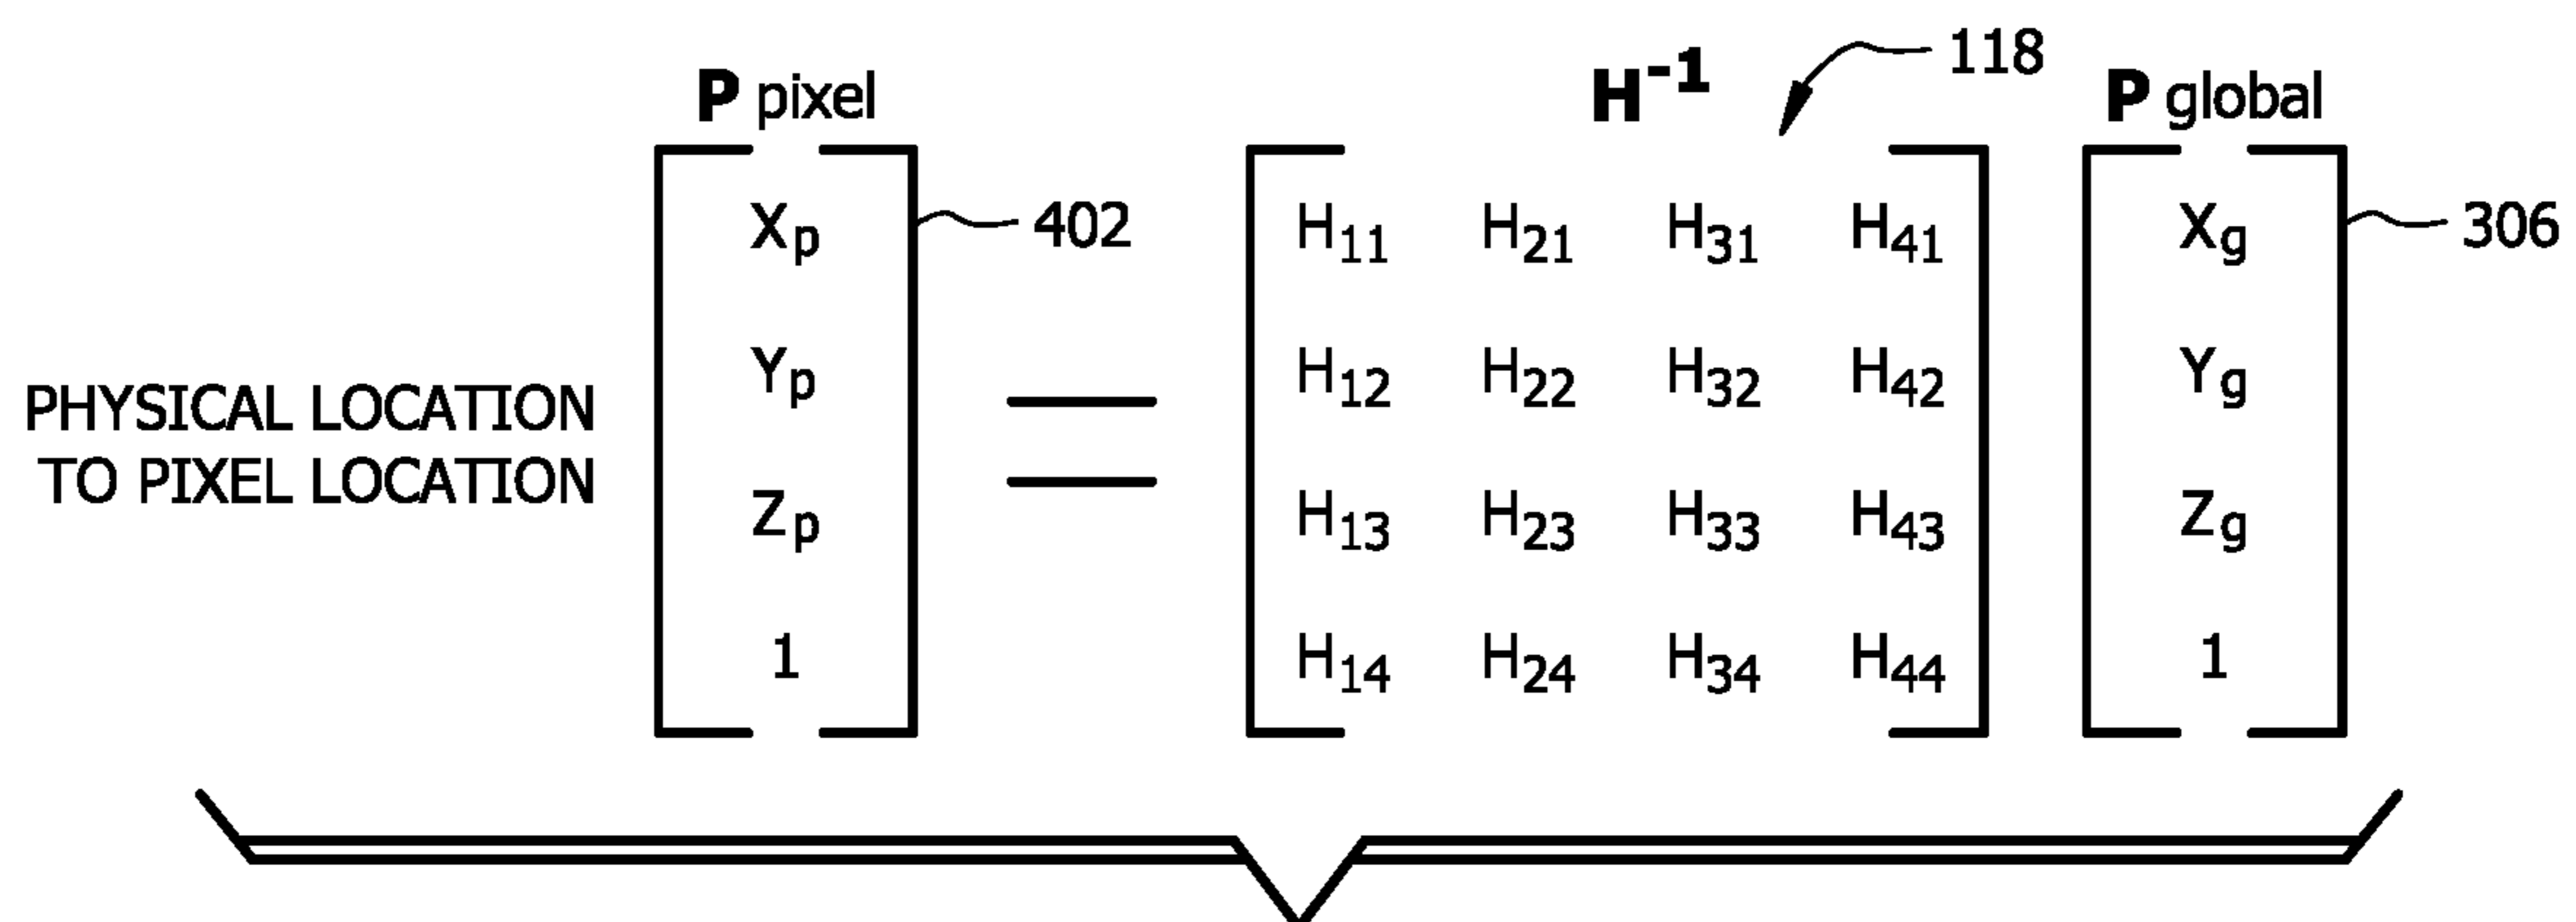 P pixel
H⁻¹
118
P global
Xp
402
H11 H21 H31 H41
Xg
306
PHYSICAL LOCATION
TO PIXEL LOCATION
Yp
=
H12 H22 H32 H42
Yg
Zp
H13 H23 H33 H43
Zg
1
H14 H24 H34 H44
1